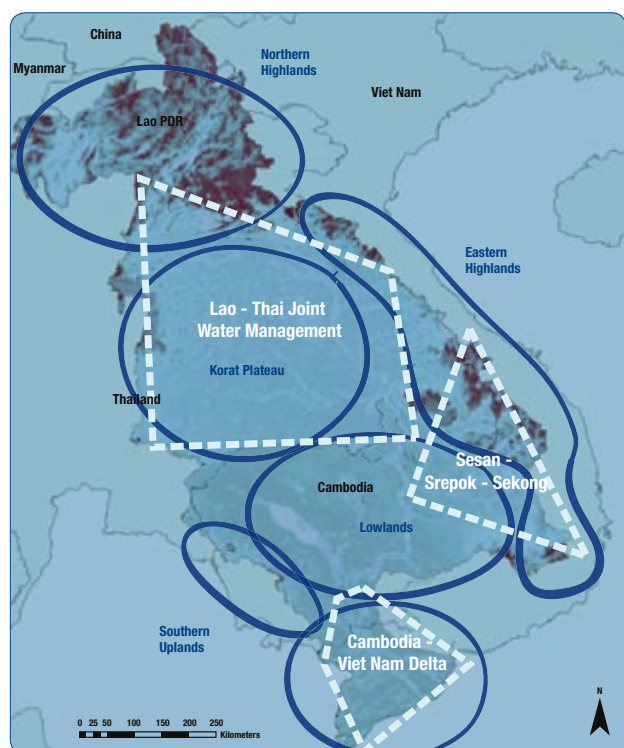 China
Northern
Highlands
Myanmar
Viet Nam
Lao PDR
Eastern
Highlands
Lao - Thai Joint
Water Management
Korat Plateau
Thailand
Sesan -
Srepok - Sekong
Cambodia
Lowlands
Southern
Uplands
Cambodia -
Viet Nam Delta
N
0 25 50 100 150 200 250
Kilometers